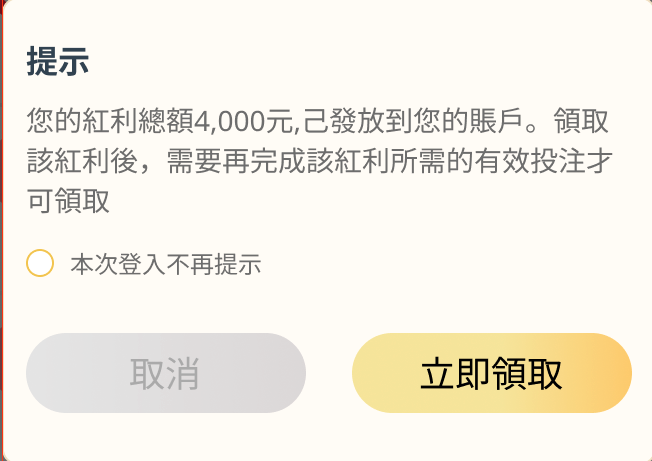 提示
您的紅利總額4,000元,己發放到您的賬戶。領取
該紅利後，需要再完成該紅利所需的有效投注才
可領取
本次登入不再提示
取消
立即領取